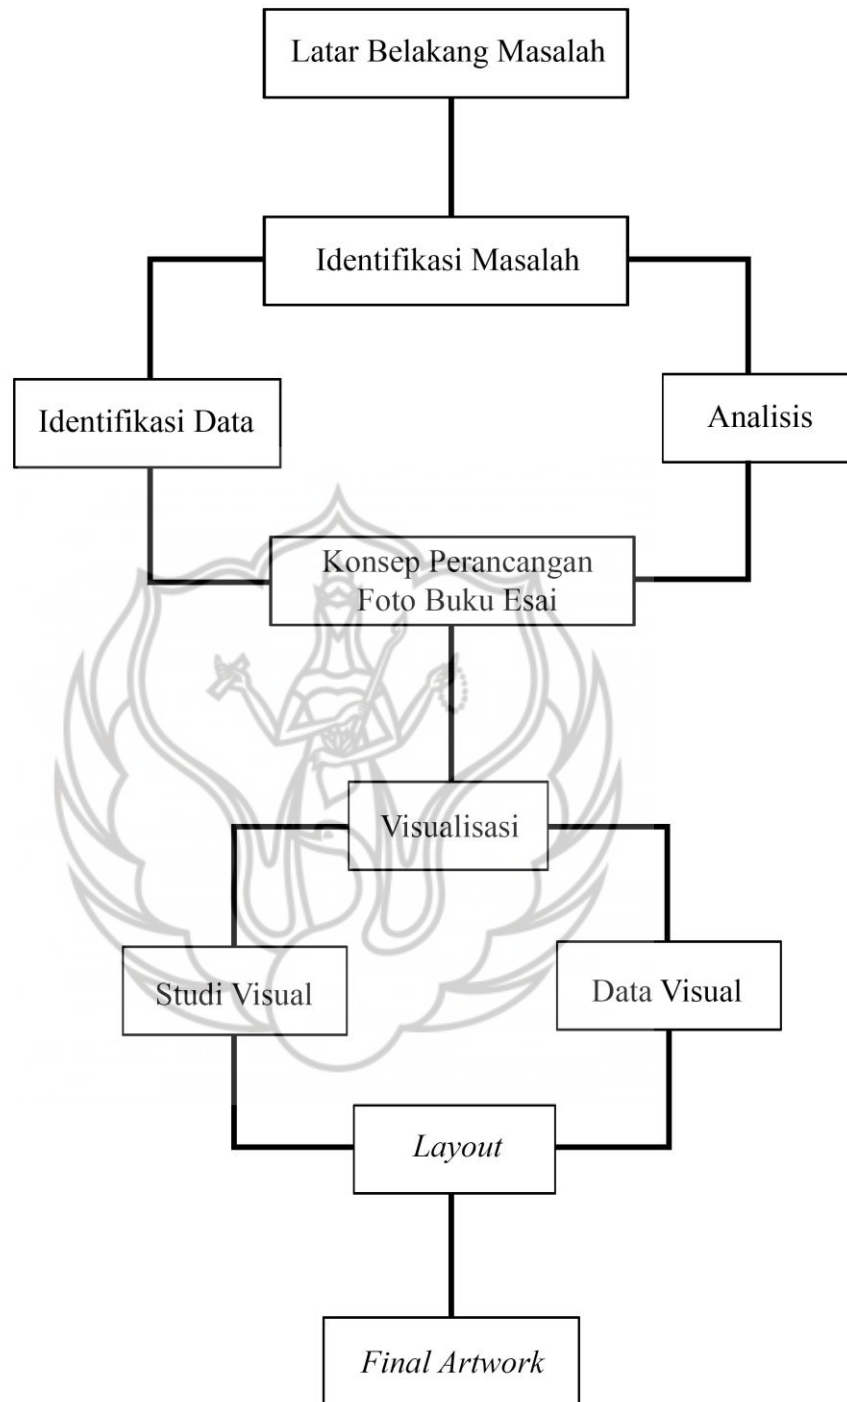 Latar Belakang Masalah
Identifikasi Masalah
Identifikasi Data
Analisis
Konsep Perancangan
Foto Buku Esai
Visualisasi
Studi Visual
Data Visual
Layout
Final Artwork